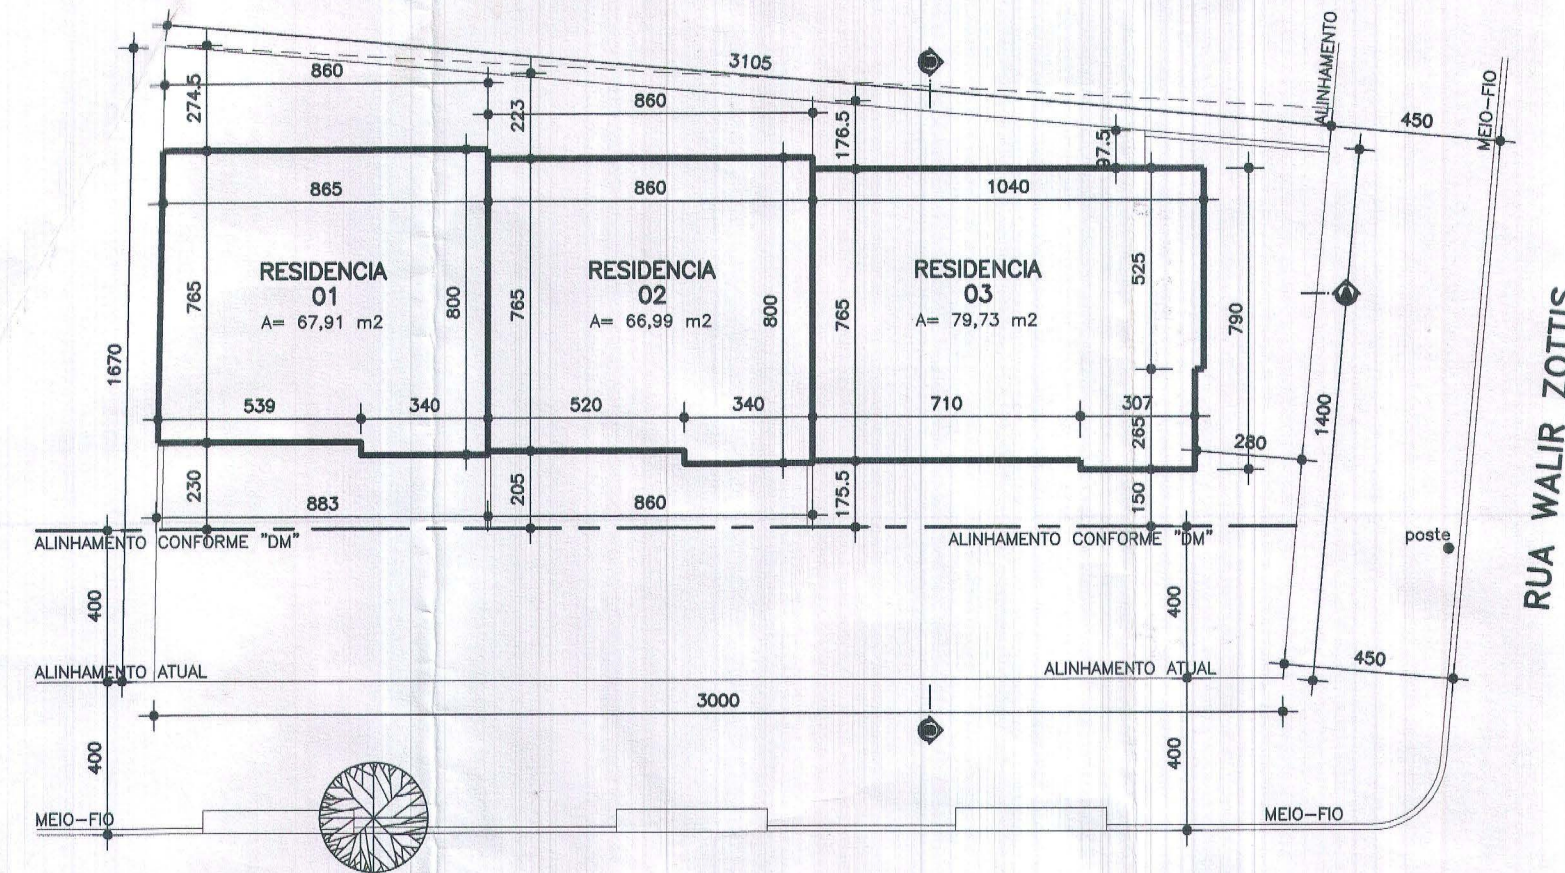 3105
860
274.5
223
860
176.5
97.5
ALINHAMENTO
450
MEIO-FIO
865
860
1040
RESIDENCIA
01
A= 67,91 m2
RESIDENCIA
02
A= 66,99 m2
RESIDENCIA
03
A= 79,73 m2
765
800
765
800
765
525
790
1670
1400
539
340
520
340
710
307
265
280
230
883
205
860
175.5
150
ALINHAMENTO CONFORME "DM"
ALINHAMENTO CONFORME "DM"
poste
RUA WALIR ZOTTIS
400
400
ALINHAMENTO ATUAL
ALINHAMENTO ATUAL
450
3000
400
400
MEIO-FIO
MEIO-FIO